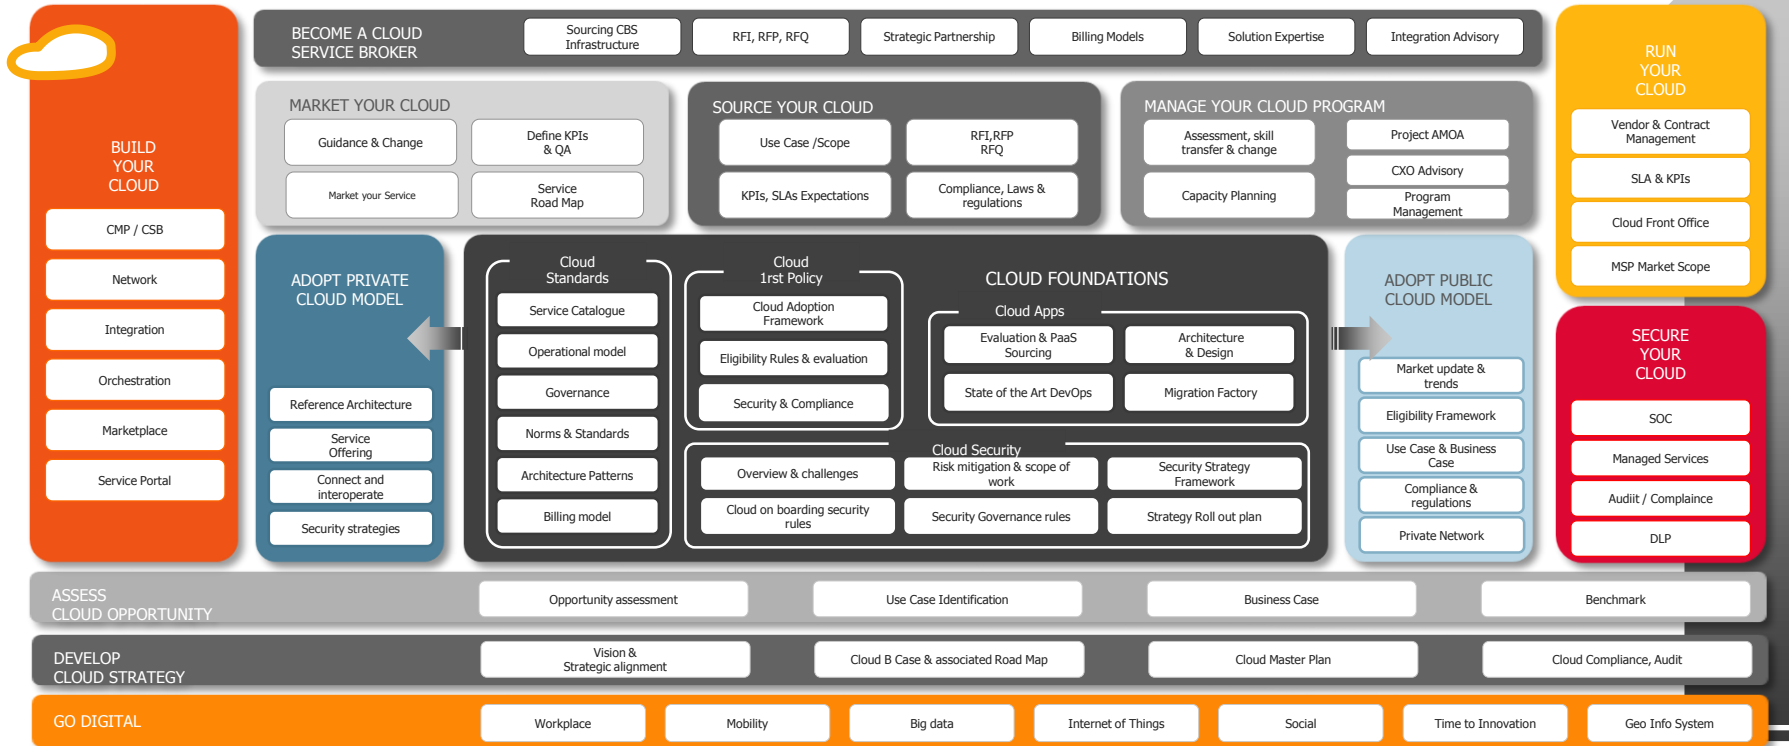 BECOME A CLOUD
SERVICE BROKER
Sourcing CBS
Infrastructure
RFI, RFP, RFQ
Strategic Partnership
Billing Models
Solution Expertise
Integration Advisory
BUILD
YOUR
CLOUD
CMP / CSB
Network
Integration
Orchestration
Marketplace
Service Portal
MARKET YOUR CLOUD
Guidance & Change
Define KPIs
& QA
Market your Service
Service
Road Map
SOURCE YOUR CLOUD
Use Case /Scope
RFI,RFP
RFQ
KPIs, SLAs Expectations
Compliance, Laws &
regulations
MANAGE YOUR CLOUD PROGRAM
Assessment, skill
transfer & change
Project AMOA
CXO Advisory
Capacity Planning
Program
Management
RUN
YOUR
CLOUD
Vendor & Contract
Management
SLA & KPIs
Cloud Front Office
MSP Market Scope
ADOPT PRIVATE
CLOUD MODEL
Reference Architecture
Service
Offering
Connect and
interoperate
Security strategies
Cloud
Standards
Service Catalogue
Operational model
Governance
Norms & Standards
Architecture Patterns
Billing model
Cloud
1rst Policy
Cloud Adoption
Framework
Eligibility Rules & evaluation
Security & Compliance
CLOUD FOUNDATIONS
Cloud Apps
Evaluation & PaaS
Sourcing
Architecture
& Design
State of the Art DevOps
Migration Factory
Cloud Security
Overview & challenges
Risk mitigation & scope of
work
Security Strategy
Framework
Cloud on boarding security
rules
Security Governance rules
Strategy Roll out plan
ADOPT PUBLIC
CLOUD MODEL
Market update &
trends
Eligibility Framework
Use Case & Business
Case
Compliance &
regulations
Private Network
SECURE
YOUR
CLOUD
SOC
Managed Services
Audiit / Complaince
DLP
ASSESS
CLOUD OPPORTUNITY
Opportunity assessment
Use Case Identification
Business Case
Benchmark
DEVELOP
CLOUD STRATEGY
Vision &
Strategic alignment
Cloud B Case & associated Road Map
Cloud Master Plan
Cloud Compliance, Audit
GO DIGITAL
Workplace
Mobility
Big data
Internet of Things
Social
Time to Innovation
Geo Info System